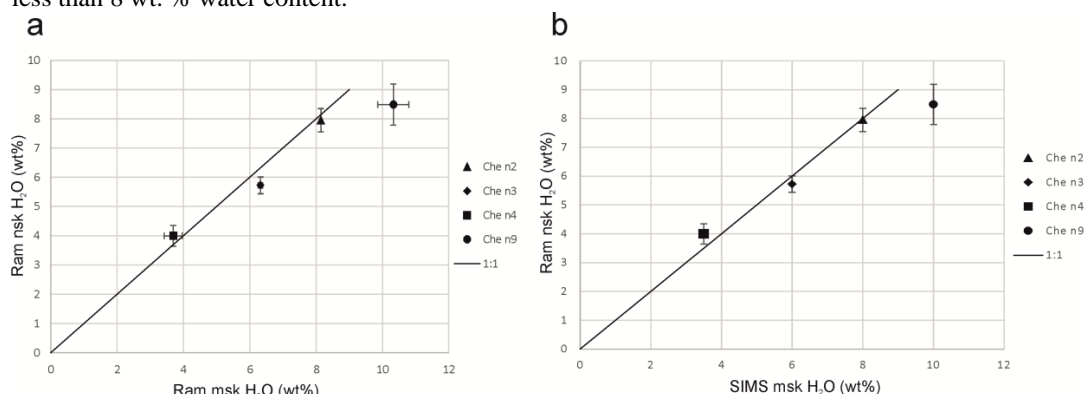 less than 8 wt. % water content.
a
b
10
9
8
7
6
5
4
3
2
1
0
0 2 4 6 8 10 12
Ram nsk H2O (wt%)
Ram msk H2O (wt%)
Che n2
Che n3
Che n4
Che n9
1:1
10
9
8
7
6
5
4
3
2
1
0
0 2 4 6 8 10 12
Ram nsk H2O (wt%)
SIMS msk H2O (wt%)
Che n2
Che n3
Che n4
Che n9
1:1